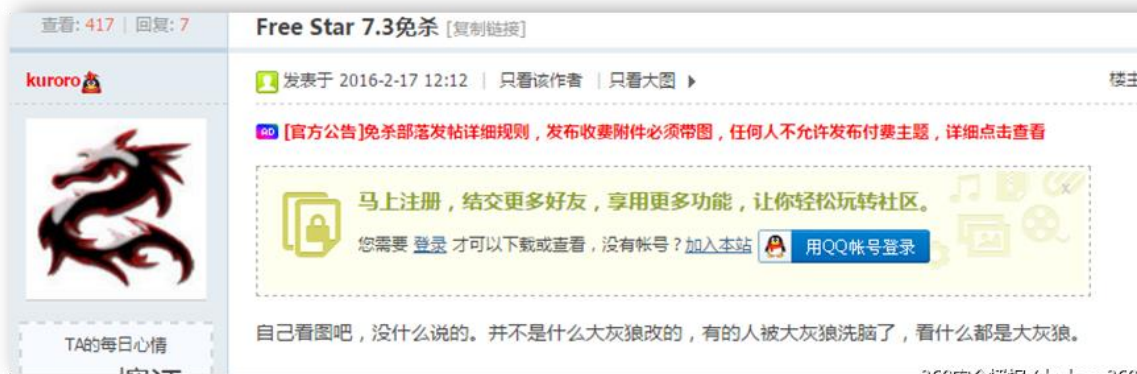 查看: 417 | 回复: 7
Free Star 7.3免杀 [复制链接]
kuroro
发表于 2016-2-17 12:12 | 只看该作者 | 只看大图
楼主
AD [官方公告]免杀部落发帖详细规则，发布收费附件必须带图，任何人不允许发布付费主题，详细点击查看
马上注册，结交更多好友，享用更多功能，让你轻松玩转社区。
x
您需要 登录 才可以下载或查看，没有帐号？加入本站 用QQ帐号登录
自己看图吧，没什么说的。并不是什么大灰狼改的，有的人被大灰狼洗脑了，看什么都是大灰狼。
TA的每日心情